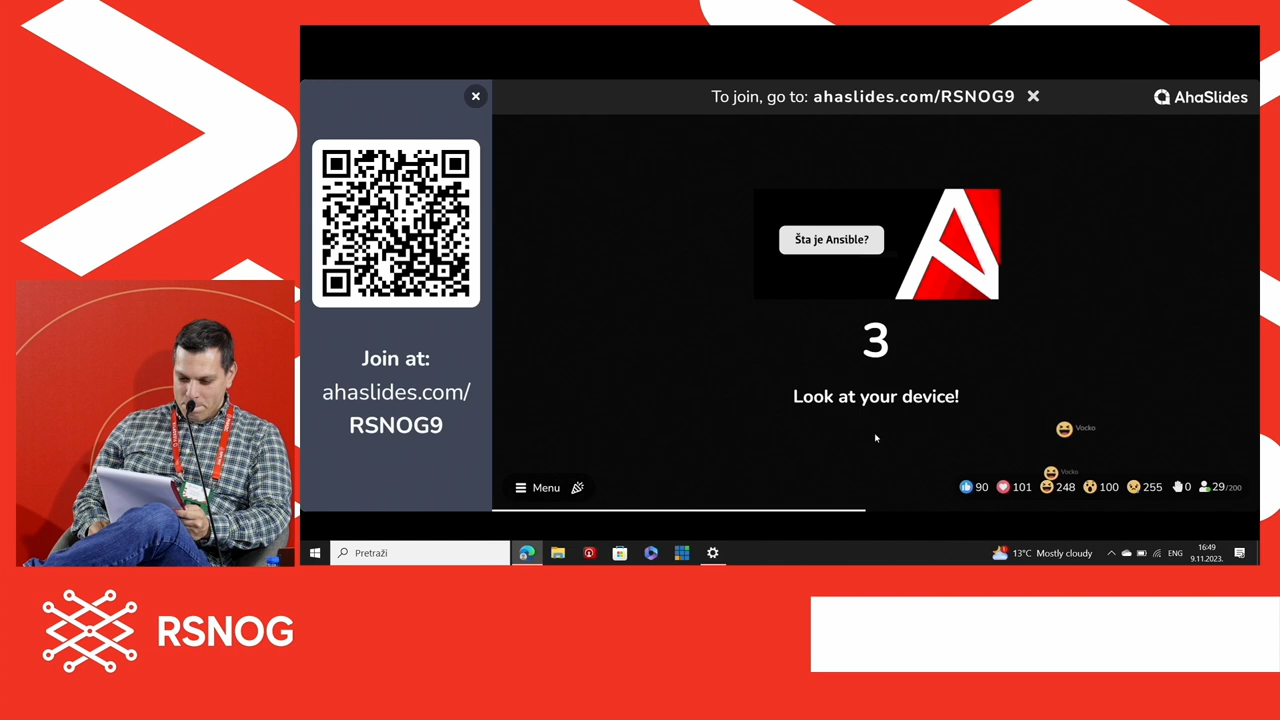 To join, go to: ahaslides.com/RSNOG9
AhaSlides
Šta je Ansible?
3
Look at your device!
Join at:
ahaslides.com/
RSNOG9
Vocko
Vocko
Menu
90 101 248 100 255 0 29/200
Pretraži
13°C Mostly cloudy
ENG
16:49
9.11.2023.
RSNOG